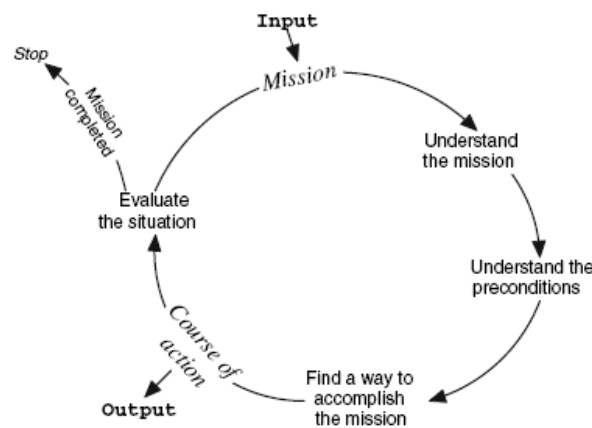 Input
Mission
Understand
the mission
Understand the
preconditions
Find a way to
accomplish
the mission
Course of
action
Output
Evaluate
the situation
Mission
completed
Stop